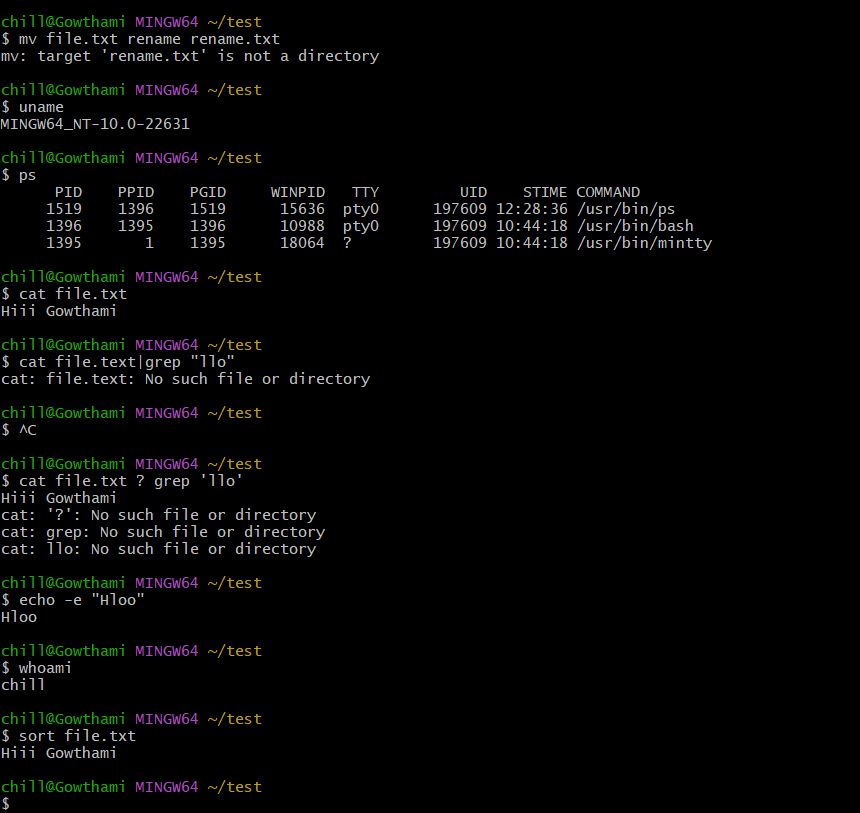 chill@Gowthami MINGW64 ~/test
$ mv file.txt rename rename.txt
mv: target 'rename.txt' is not a directory
chill@Gowthami MINGW64 ~/test
$ uname
MINGW64_NT-10.0-22631
chill@Gowthami MINGW64 ~/test
$ ps
PID PPID PGID WINPID TTY UID STIME COMMAND
1519 1396 1519 15636 pty0 197609 12:28:36 /usr/bin/ps
1396 1395 1396 10988 pty0 197609 10:44:18 /usr/bin/bash
1395 1 1395 18064 ? 197609 10:44:18 /usr/bin/mintty
chill@Gowthami MINGW64 ~/test
$ cat file.txt
Hiii Gowthami
chill@Gowthami MINGW64 ~/test
$ cat file.text|grep "llo"
cat: file.text: No such file or directory
chill@Gowthami MINGW64 ~/test
$ ^C
chill@Gowthami MINGW64 ~/test
$ cat file.txt ? grep 'llo'
Hiii Gowthami
cat: '?': No such file or directory
cat: grep: No such file or directory
cat: llo: No such file or directory
chill@Gowthami MINGW64 ~/test
$ echo -e "Hloo"
Hloo
chill@Gowthami MINGW64 ~/test
$ whoami
chill
chill@Gowthami MINGW64 ~/test
$ sort file.txt
Hiii Gowthami
chill@Gowthami MINGW64 ~/test
$